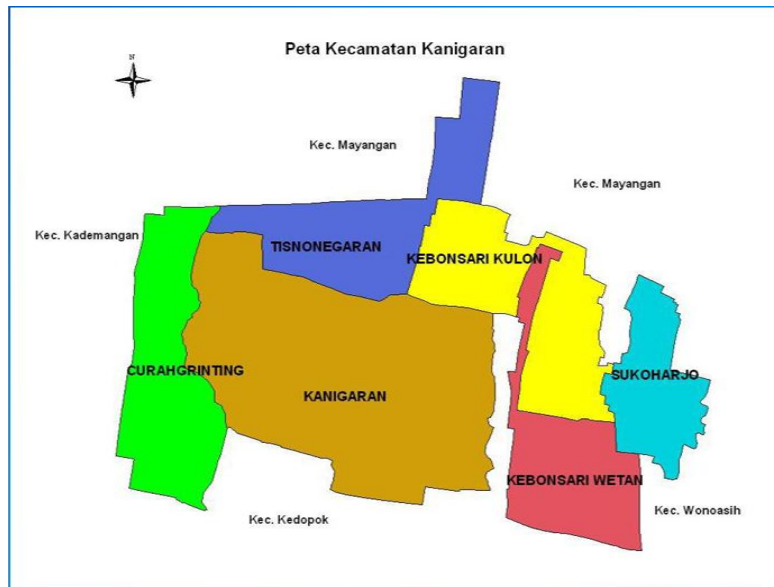 Peta Kecamatan Kanigaran
N
Kec. Mayangan
Kec. Mayangan
Kec. Kademangan
TISNONEGARAN
KEBONSARI KULON
CURAHGRINTING
SUKOHARJO
KANIGARAN
KEBONSARI WETAN
Kec. Wonoasih
Kec. Kedopok